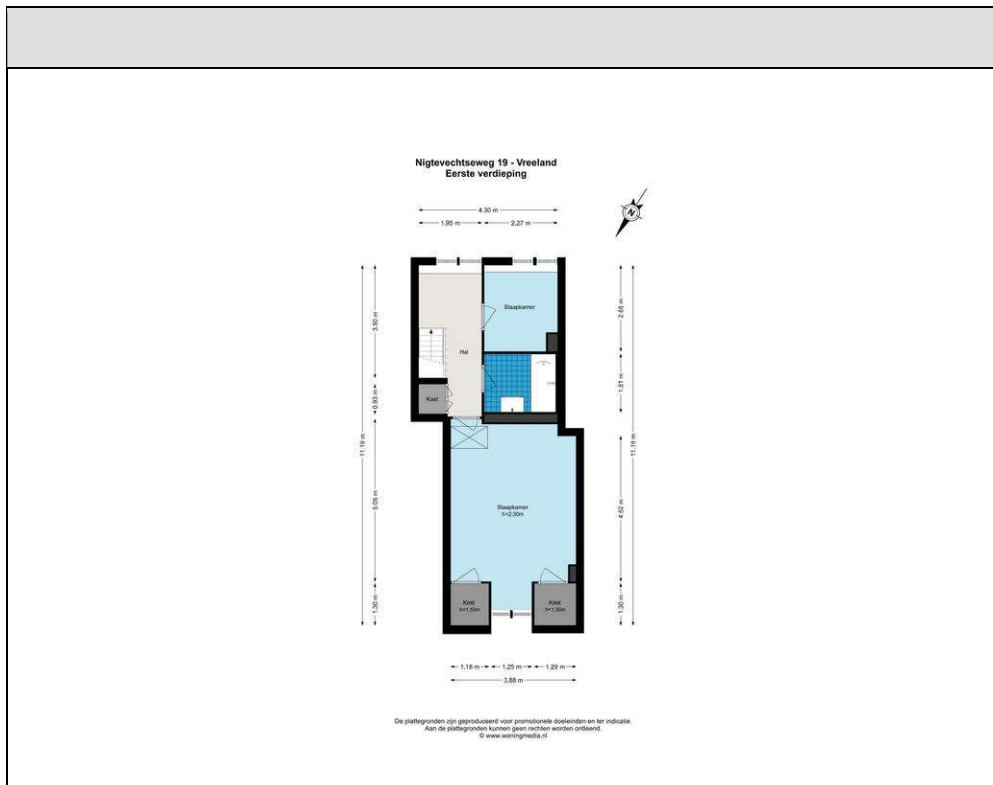 Nigtevechtseweg 19 - Vreeland
Eerste verdieping
4.30 m
1.95 m
2.27 m
N
3.50 m
0.93 m
5.05 m
1.30 m
11.19 m
2.68 m
1.81 m
4.52 m
1.30 m
11.19 m
Slaapkamer
Hal
Kast
Slaapkamer
h=2,30m
Kast
h=1,50m
Kast
h=1,50m
1.18 m
1.25 m
1.29 m
3.88 m
De plattegronden zijn geproduceerd voor promotionele doeleinden en ter indicatie.
Aan de plattegronden kunnen geen rechten worden ontleend.
© www.woningmedia.nl